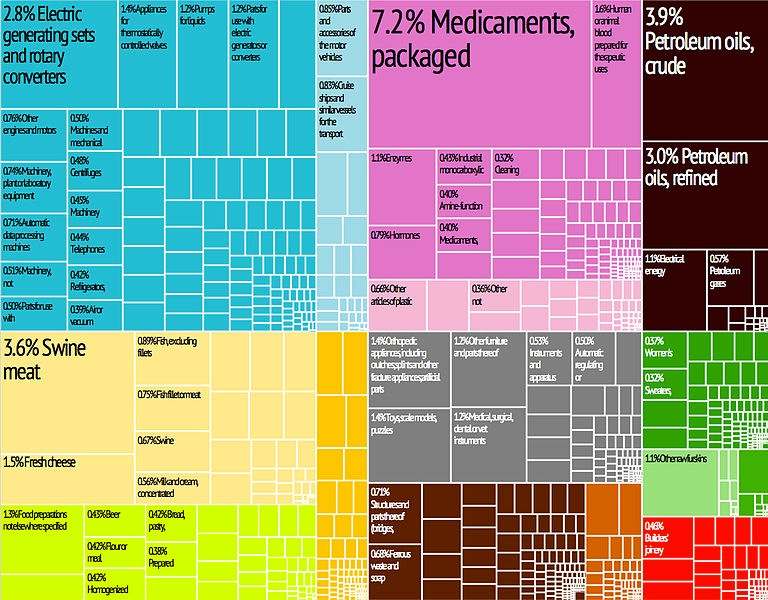 2.8% Electric
generating sets
and rotary
converters
1.4% Appliances
for
thermostatically
controlled valves
1.2% Pumps
for liquids
1.2% Parts for
use with
electric
generators or
converters
0.76% Other
engines and motors
0.74% Machinery,
plant or laboratory
equipment
0.71% Automatic
data processing
machines
0.51% Machinery,
not
0.50% Parts for use
with
0.50%
Machines and
mechanical
0.48%
Centrifuges
0.45%
Machinery
0.44%
Telephones
0.42%
Refrigerators,
0.39% Air or
vacuum
0.85% Parts
and
accessories of
the motor
vehicles
0.83% Cruise
ships and
similar vessels
for the
transport
7.2% Medicaments,
packaged
1.6% Human
or animal
blood
prepared for
therapeutic
uses
1.1% Enzymes
0.79% Hormones
0.43% Industrial
monocarboxylic
0.40%
Amine-function
0.40%
Medicaments,
0.32%
Cleaning
0.66% Other
articles of plastic
0.36% Other
not
3.9%
Petroleum oils,
crude
3.0% Petroleum
oils, refined
1.1% Electrical
energy
0.57%
Petroleum
gases
3.6% Swine
meat
1.5% Fresh cheese
0.89% Fish, excluding
fillets
0.75% Fish fillet or meat
0.67% Swine
0.56% Milk and cream,
concentrated
1.3% Food preparations
not elsewhere specified
0.43% Beer
0.42% Flour or
meal
0.42%
Homogenized
0.42% Bread,
pastry,
0.38%
Prepared
1.4% Orthopedic
appliances, including
crutches, splints and other
fracture appliances; artificial
parts
1.4% Toys, scale models,
puzzles
1.2% Other furniture
and parts thereof
1.2% Medical, surgical,
dental or vet
instruments
0.53%
Instruments
and
apparatus
0.50%
Automatic
regulating
or
0.71%
Structures and
parts thereof
(bridges,
0.68% Ferrous
waste and
scrap
0.37%
Women's
0.32%
Sweaters,
1.1% Other raw furskins
0.46%
Builders'
joinery